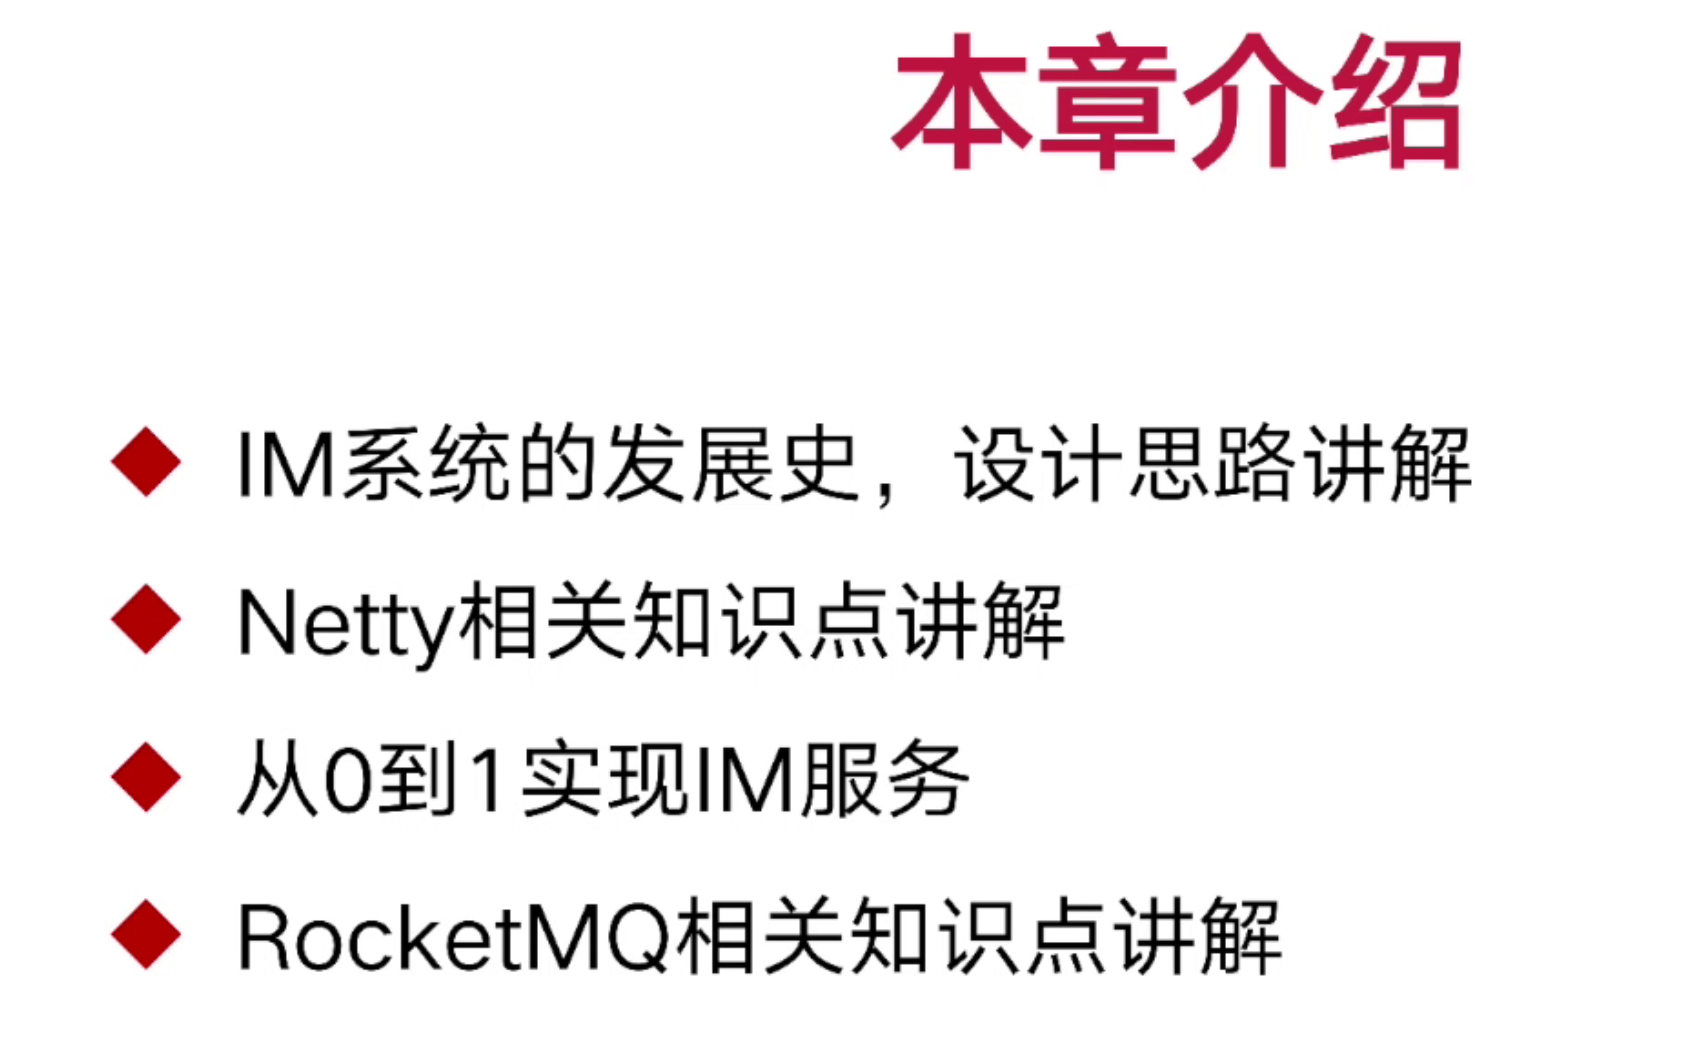 本章介绍
IM系统的发展史，设计思路讲解
Netty相关知识点讲解
从0到1实现IM服务
RocketMQ相关知识点讲解